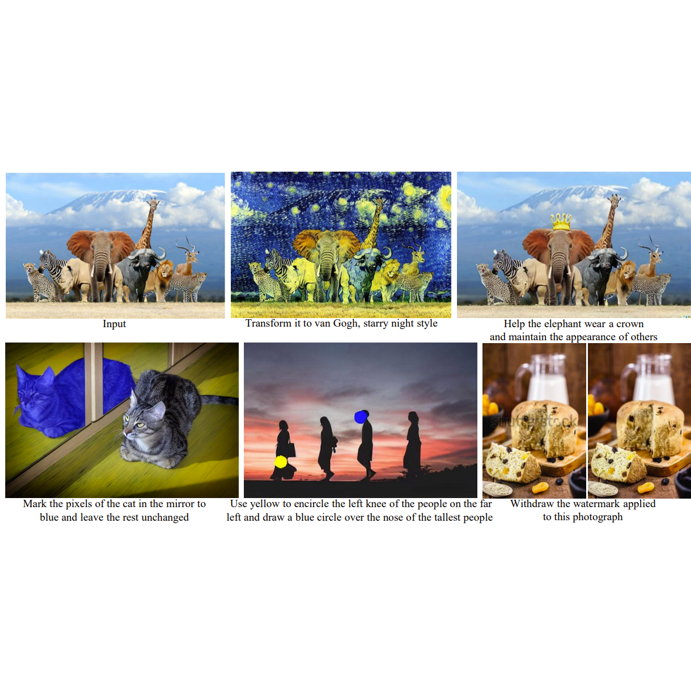 Input
Transform it to van Gogh, starry night style
Help the elephant wear a crown
and maintain the appearance of others
Mark the pixels of the cat in the mirror to
blue and leave the rest unchanged
Use yellow to encircle the left knee of the people on the far
left and draw a blue circle over the nose of the tallest people
Withdraw the watermark applied
to this photograph